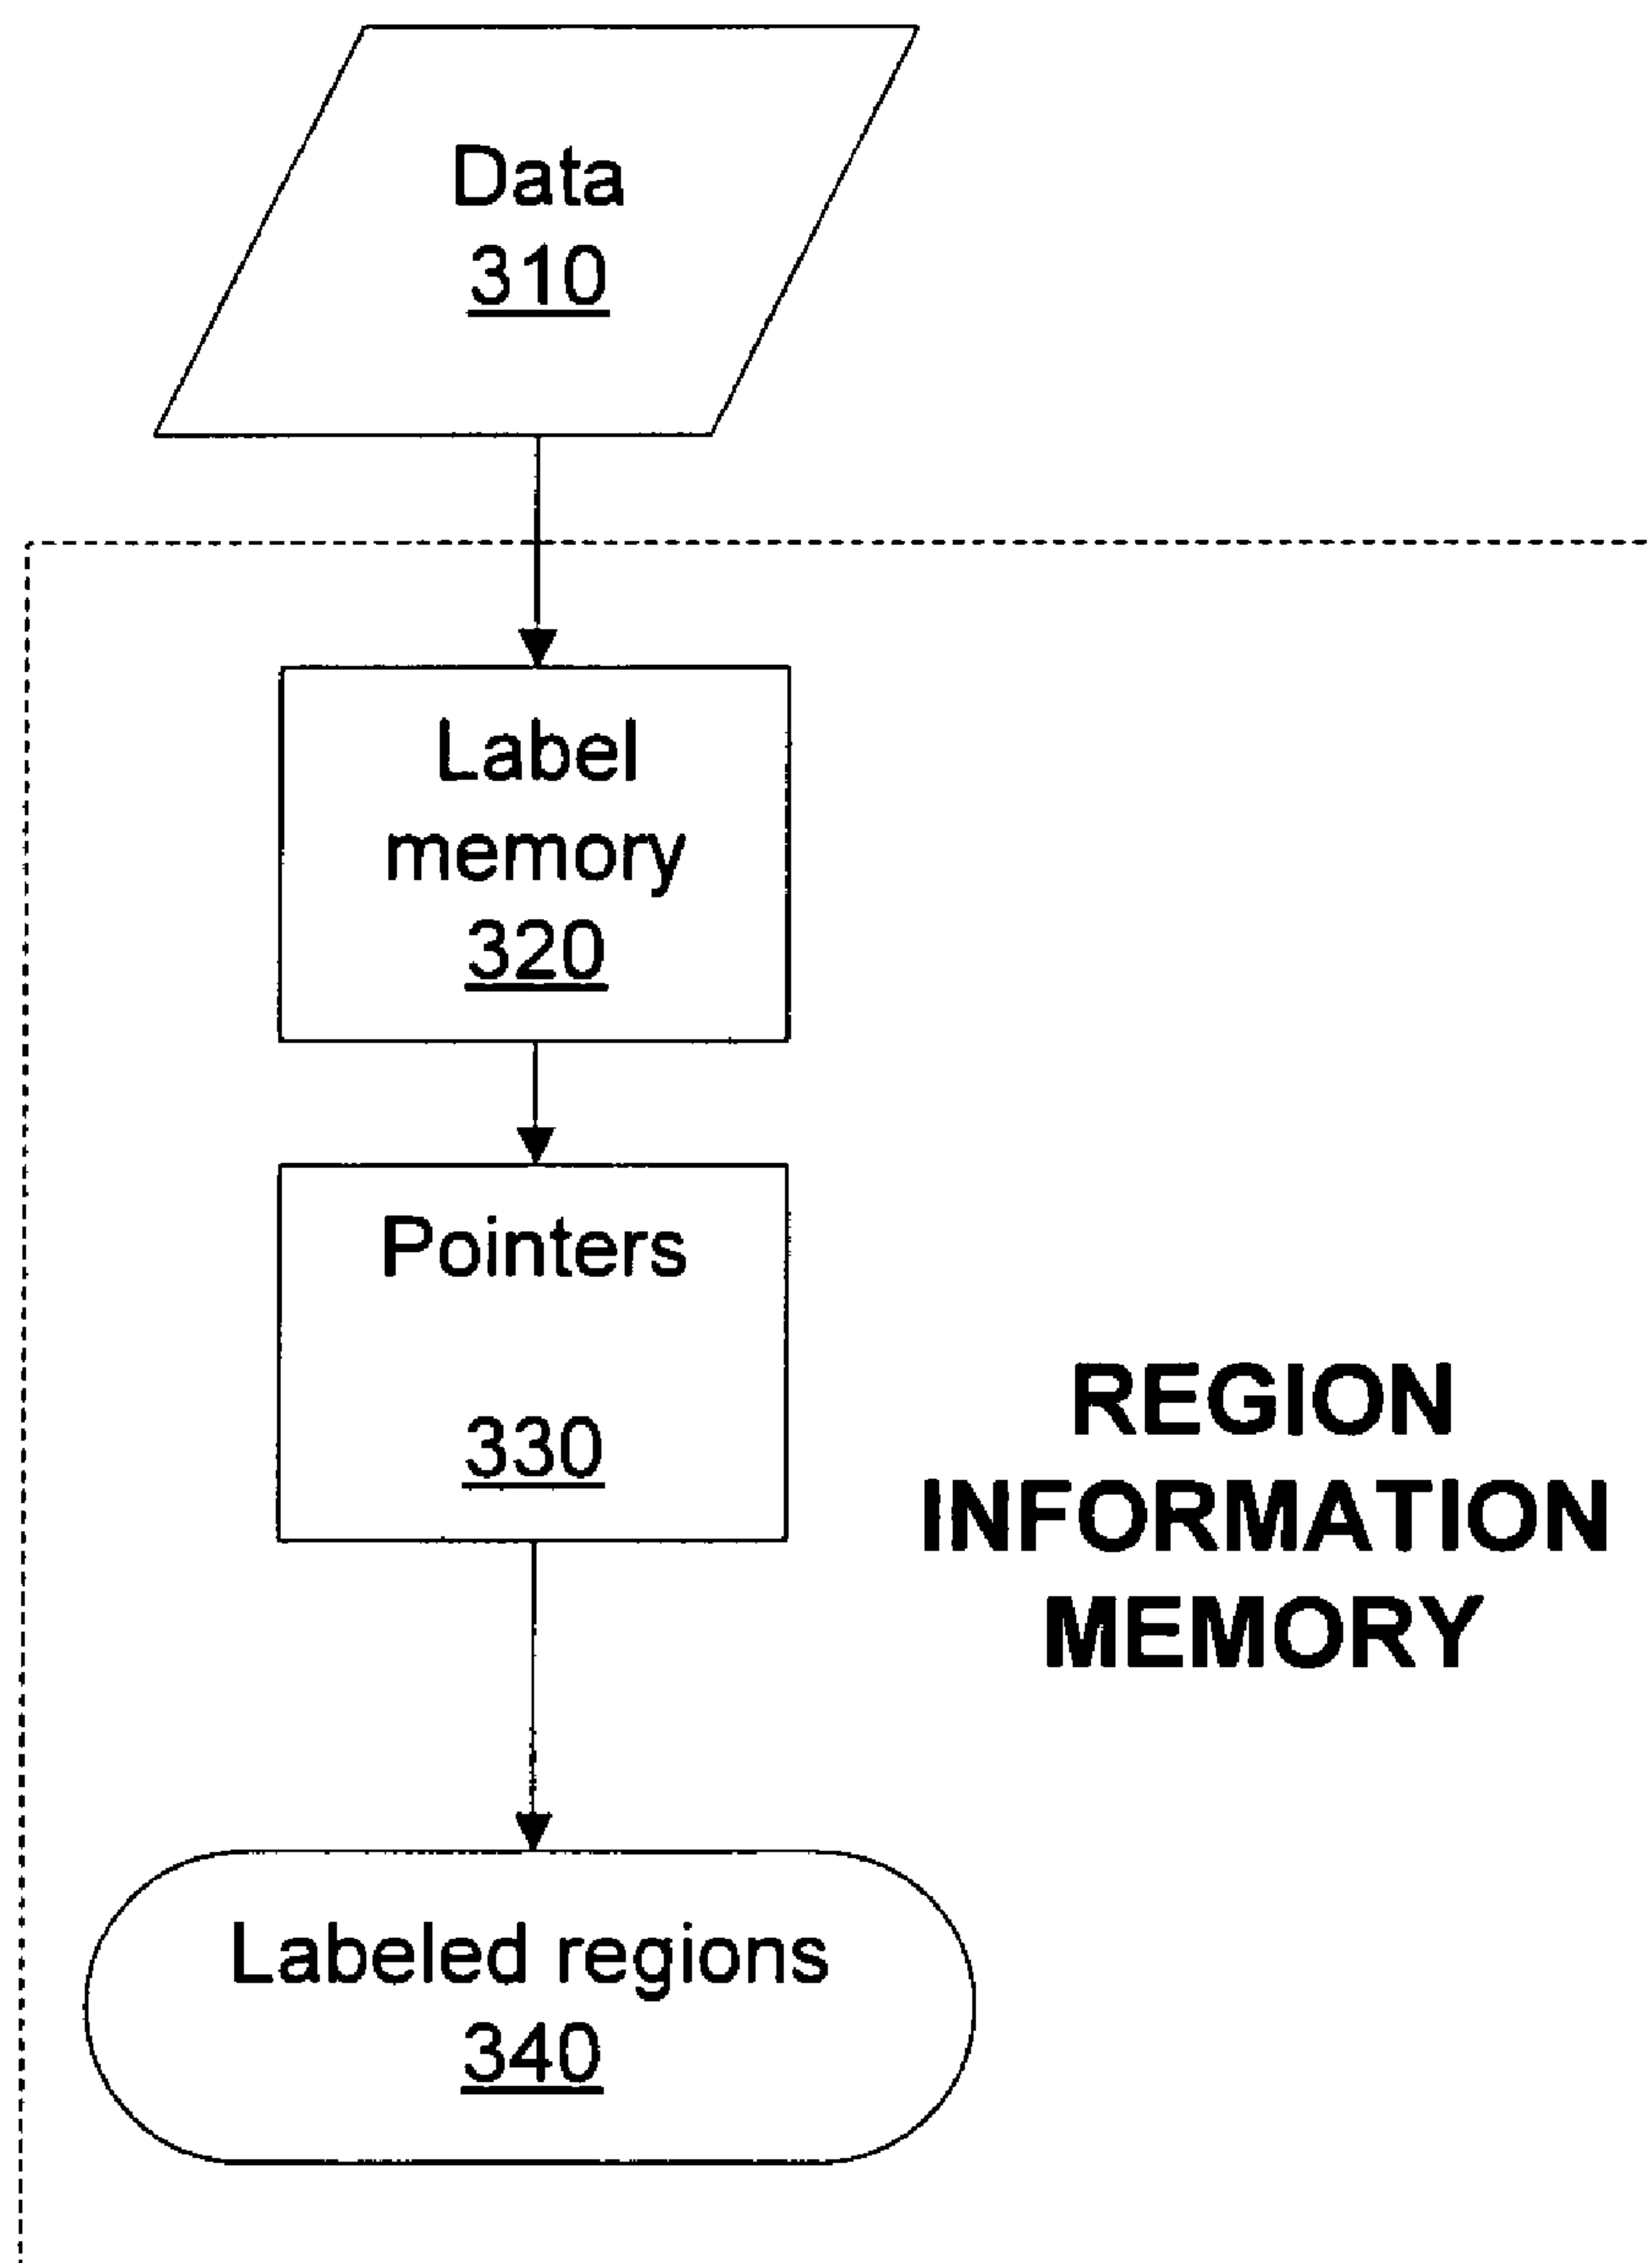 Data
310
Label
memory
320
Pointers
330
REGION
INFORMATION
MEMORY
Labeled regions
340